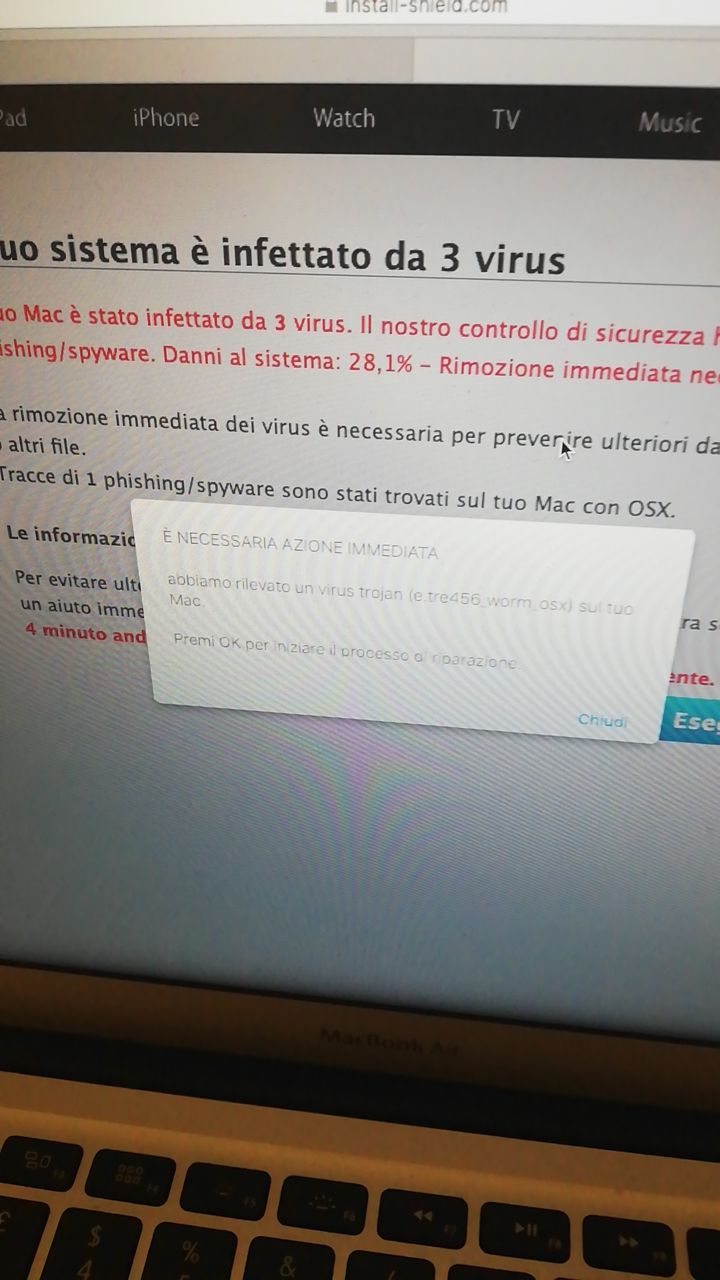 install-shield.com
Pad iPhone Watch TV Music
uo sistema è infettato da 3 virus
uo Mac è stato infettato da 3 virus. Il nostro controllo di sicurezza h
ishing/spyware. Danni al sistema: 28,1% – Rimozione immediata nec
a rimozione immediata dei virus è necessaria per prevenire ulteriori da
o altri file.
Tracce di 1 phishing/spyware sono stati trovati sul tuo Mac con OSX.
Le informazio
Per evitare ulte
un aiuto imme
ra s
4 minuto and
ente.
È NECESSARIA AZIONE IMMEDIATA
abbiamo rilevato un virus trojan (e.tre456_worm_osx) sul tuo
Mac.
Premi OK per iniziare il processo di riparazione.
Chiudi
Eseg
MacBook Air
F3 F4 F5 F6 F7 F8 F9
£ $ % &
4 5